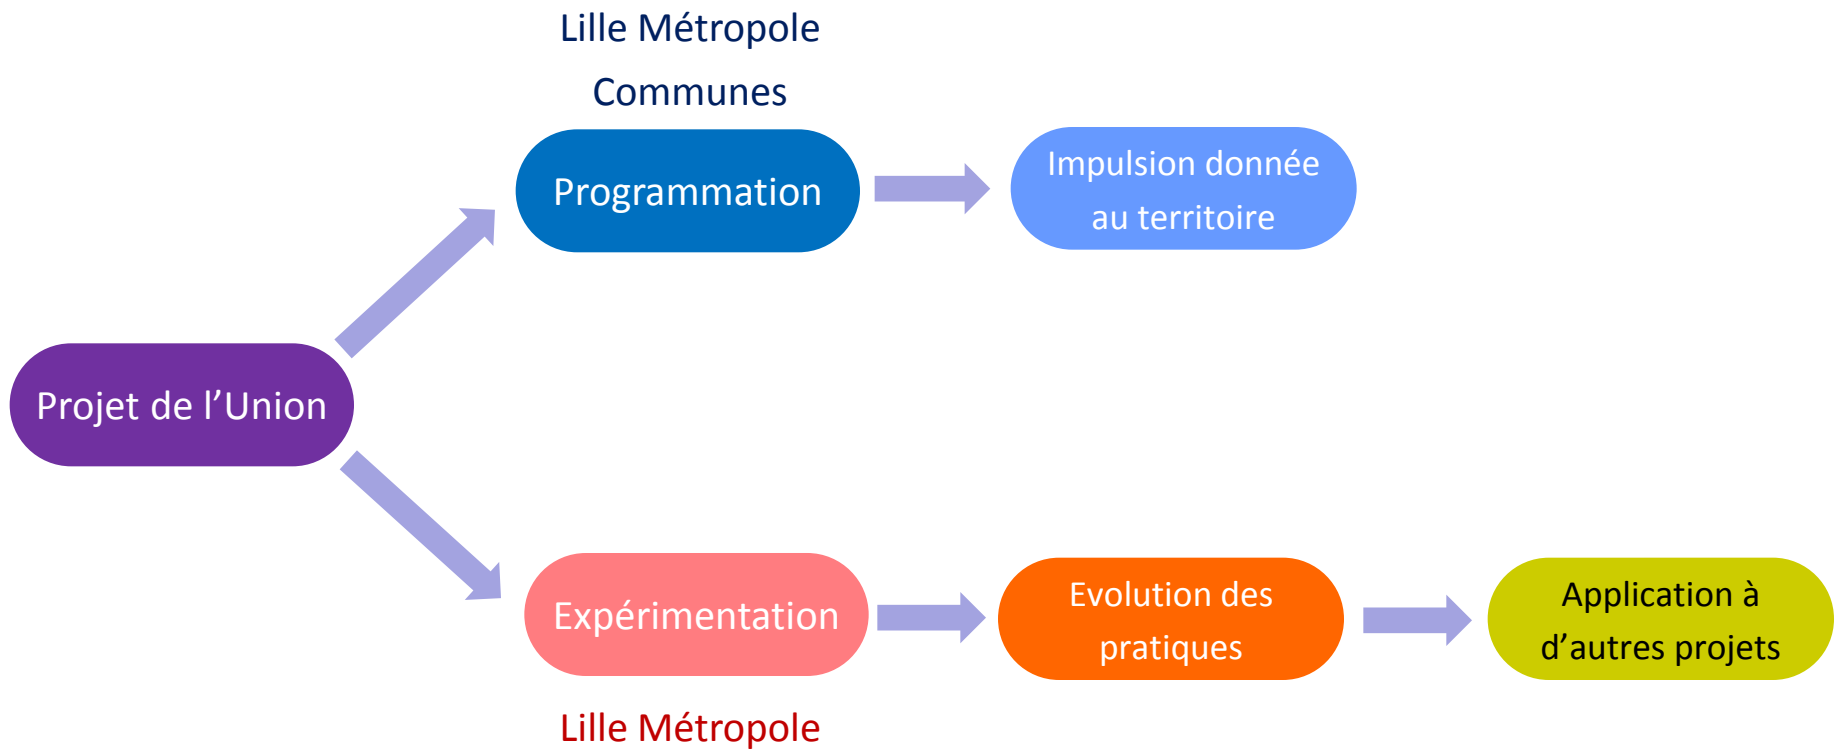 Lille Métropole
Communes
Programmation
Impulsion donnée
au territoire
Projet de l’Union
Expérimentation
Evolution des
pratiques
Application à
d’autres projets
Lille Métropole